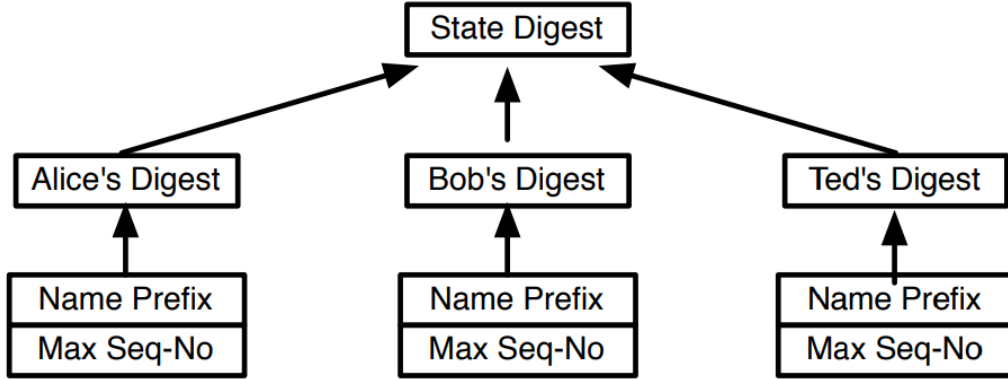 State Digest
Alice's Digest
Bob's Digest
Ted's Digest
Name Prefix
Max Seq-No
Name Prefix
Max Seq-No
Name Prefix
Max Seq-No